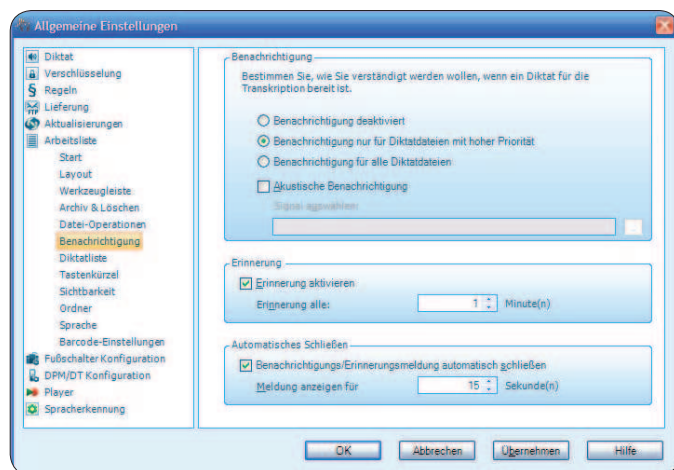 Allgemeine Einstellungen
Diktat
Verschlüsselung
Regeln
Lieferung
Aktualisierungen
Arbeitsliste
Start
Layout
Werkzeugleiste
Archiv & Löschen
Datei-Operationen
Benachrichtigung
Diktatliste
Tastenkürzel
Sichtbarkeit
Ordner
Sprache
Barcode-Einstellungen
Fußschalter Konfiguration
DPM/DT Konfiguration
Player
Spracherkennung
Benachrichtigung
Bestimmen Sie, wie Sie verständigt werden wollen, wenn ein Diktat für die
Transkription bereit ist.
Benachrichtigung deaktiviert
Benachrichtigung nur für Diktatdateien mit hoher Priorität
Benachrichtigung für alle Diktatdateien
Akustische Benachrichtigung
Signal auswählen:
Erinnerung
Erinnerung aktivieren
Erinnerung alle: 1 Minute(n)
Automatisches Schließen
Benachrichtigungs/Erinnerungsmeldung automatisch schließen
Meldung anzeigen für 15 Sekunde(n)
OK Abbrechen Übernehmen Hilfe